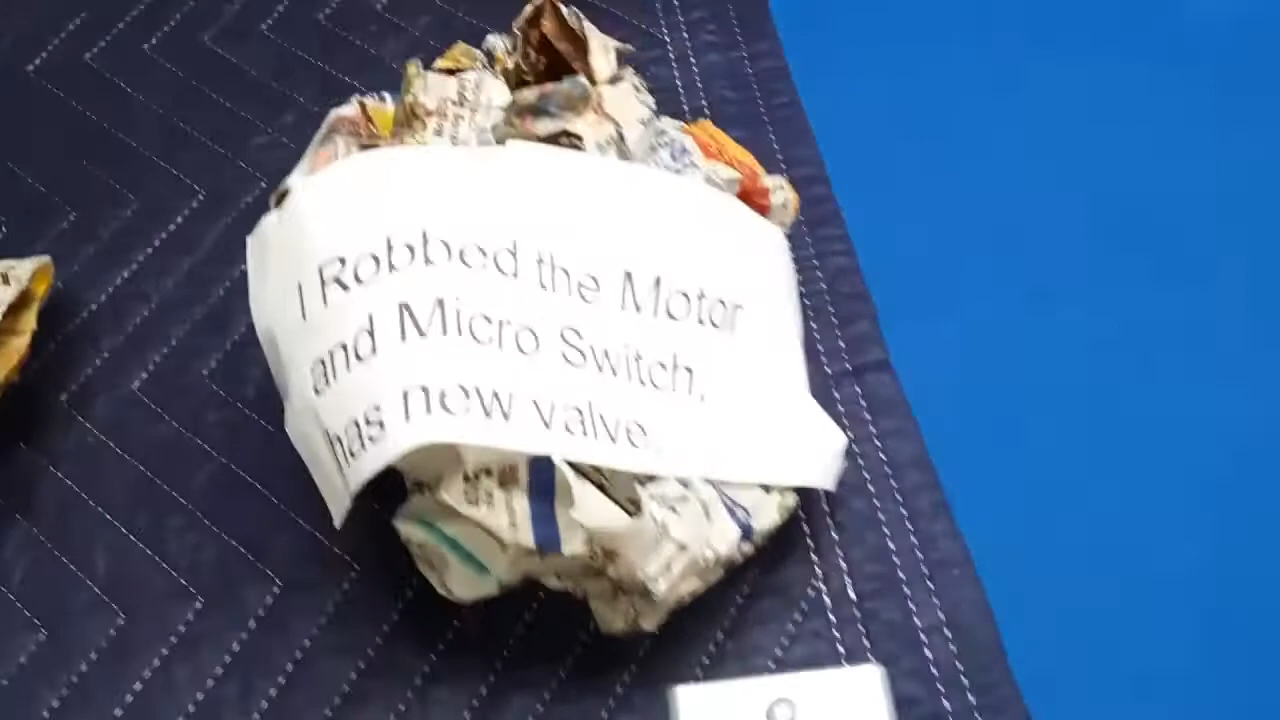 I Robbed the Motor
and Micro Switch,
has new valve.